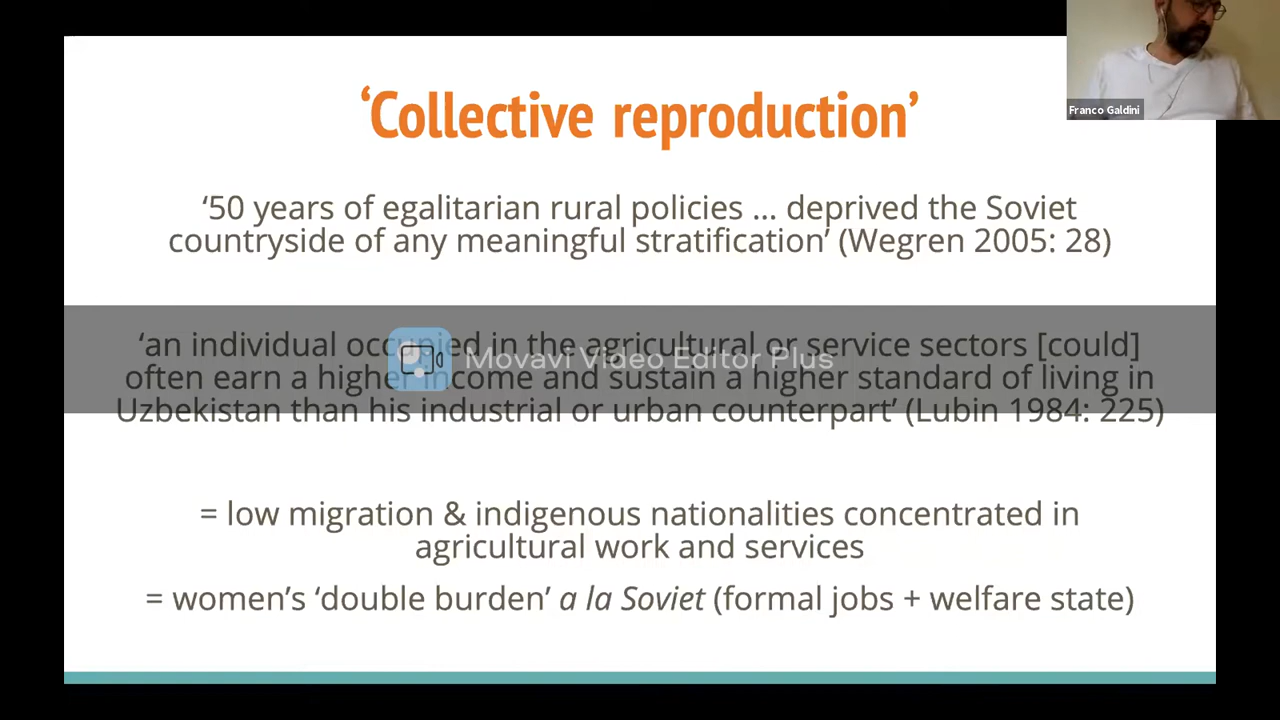 ‘Collective reproduction’
Franco Galdini
‘50 years of egalitarian rural policies ... deprived the Soviet
countryside of any meaningful stratification’ (Wegren 2005: 28)
‘an individual occupied in the agricultural or service sectors [could]
Movavi Video Editor Plus
often earn a higher income and sustain a higher standard of living in
Uzbekistan than his industrial or urban counterpart’ (Lubin 1984: 225)
= low migration & indigenous nationalities concentrated in
agricultural work and services
= women’s ‘double burden’ a la Soviet (formal jobs + welfare state)